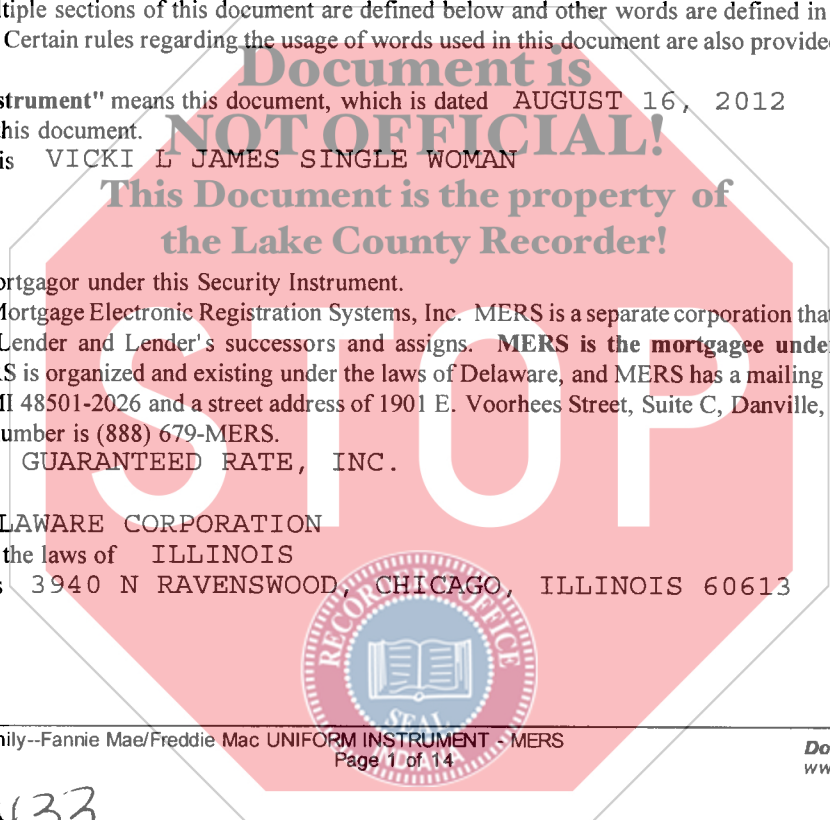 tiple sections of this document are defined below and other words are defined in
Certain rules regarding the usage of words used in this document are also provide
Document is
strument" means this document, which is dated AUGUST 16, 2012
NOT OFFICIAL!
his document.
is VICKI L JAMES SINGLE WOMAN
This Document is the property of
the Lake County Recorder!
ortgagor under this Security Instrument.
Mortgage Electronic Registration Systems, Inc. MERS is a separate corporation that
Lender and Lender's successors and assigns. MERS is the mortgagee unde
S is organized and existing under the laws of Delaware, and MERS has a mailing
MI 48501-2026 and a street address of 1901 E. Voorhees Street, Suite C, Danville,
umber is (888) 679-MERS.
STOP
GUARANTEED RATE, INC.
LAWARE CORPORATION
the laws of ILLINOIS
s 3940 N RAVENSWOOD, CHICAGO, ILLINOIS 60613
RECORDER'S OFFICE
SEAL
INDIANA
nily--Fannie Mae/Freddie Mac UNIFORM INSTRUMENT - MERS
Page 1 of 14
Do
ww